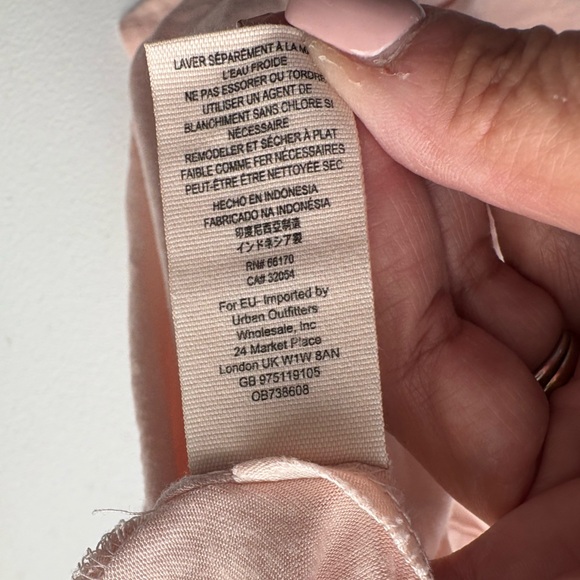 LAVER SÉPARÉMENT À LA
L'EAU FROIDE
NE PAS ESSORER OU TORDRE
UTILISER UN AGENT DE
BLANCHIMENT SANS CHLORE SI
NÉCESSAIRE
REMODELER ET SÉCHER À PLAT
FAIBLE COMME FER NÉCESSAIRES
PEUT-ÊTRE ÊTRE NETTOYÉE SEC
HECHO EN INDONESIA
FABRICADO NA INDONÉSIA
印度尼西亚制造
インドネシア製
RN# 66170
CA# 32054
For EU- Imported by
Urban Outfitters
Wholesale, Inc
24 Market Place
London UK W1W 8AN
GB 975119105
OB738608